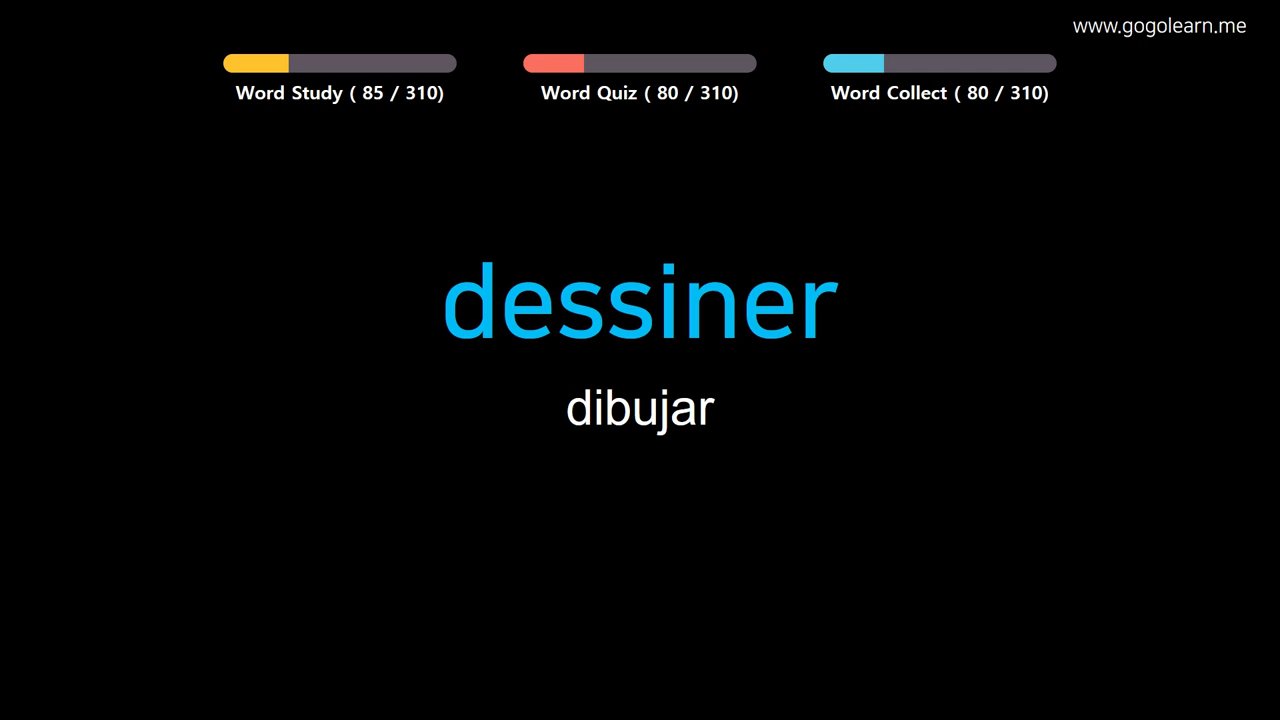 www.gogolearn.me
Word Study ( 85 / 310)
Word Quiz ( 80 / 310)
Word Collect ( 80 / 310)
dessiner
dibujar